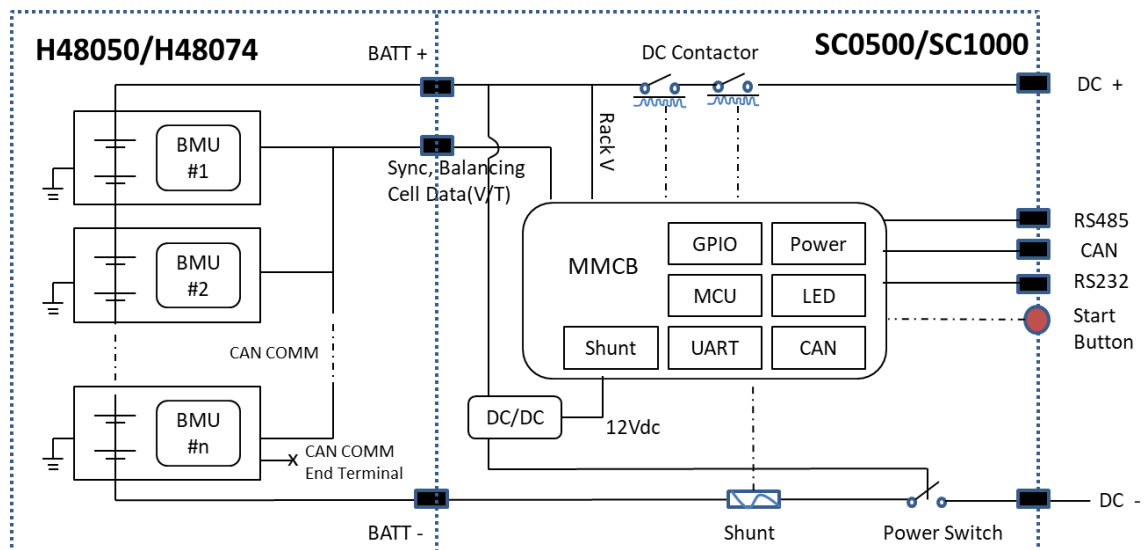 H48050/H48074
SC0500/SC1000
BATT +
DC Contactor
DC +
BMU
#1
Rack V
Sync, Balancing
Cell Data(V/T)
BMU
#2
MMCB
GPIO
Power
MCU
LED
Shunt
UART
CAN
RS485
CAN
RS232
Start
Button
CAN COMM
BMU
#n
CAN COMM
End Terminal
DC/DC
12Vdc
BATT -
Shunt
Power Switch
DC -